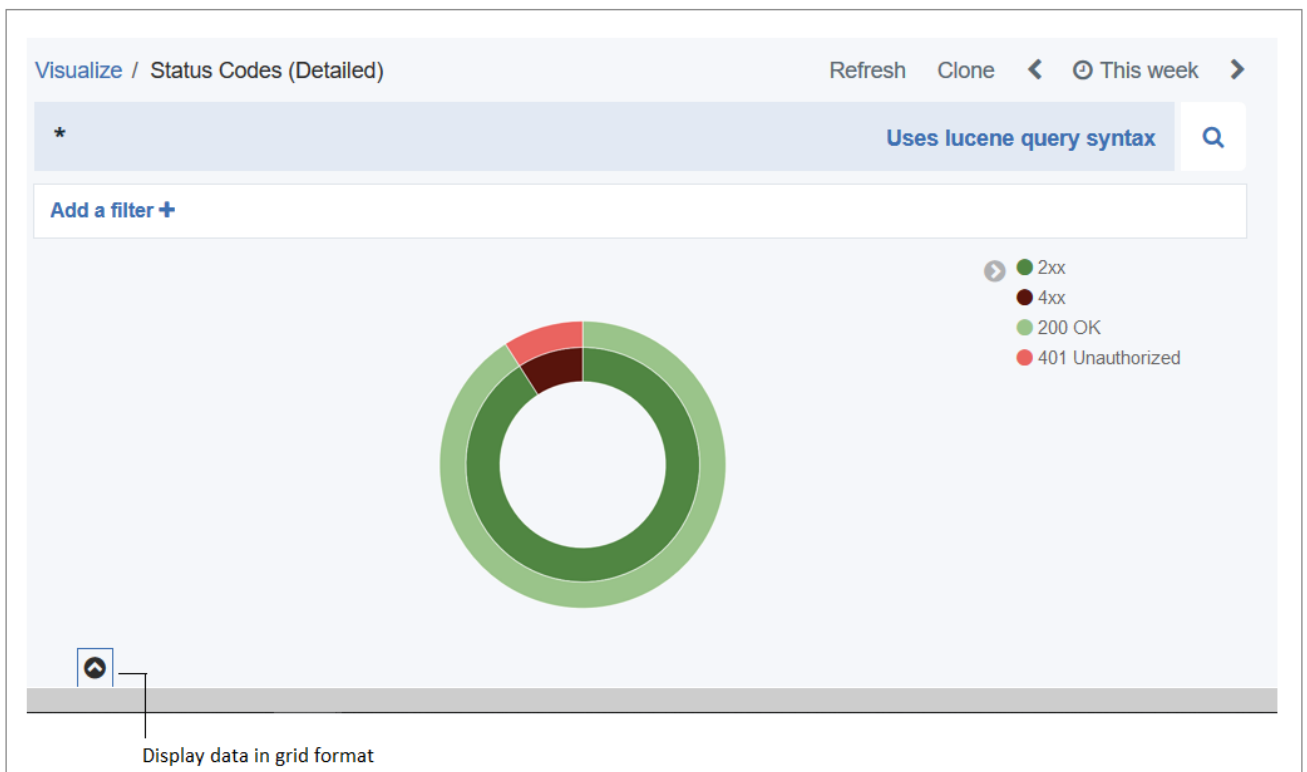 Visualize / Status Codes (Detailed) Refresh Clone This week
* Uses lucene query syntax
Add a filter +
2xx
4xx
200 OK
401 Unauthorized
Display data in grid format